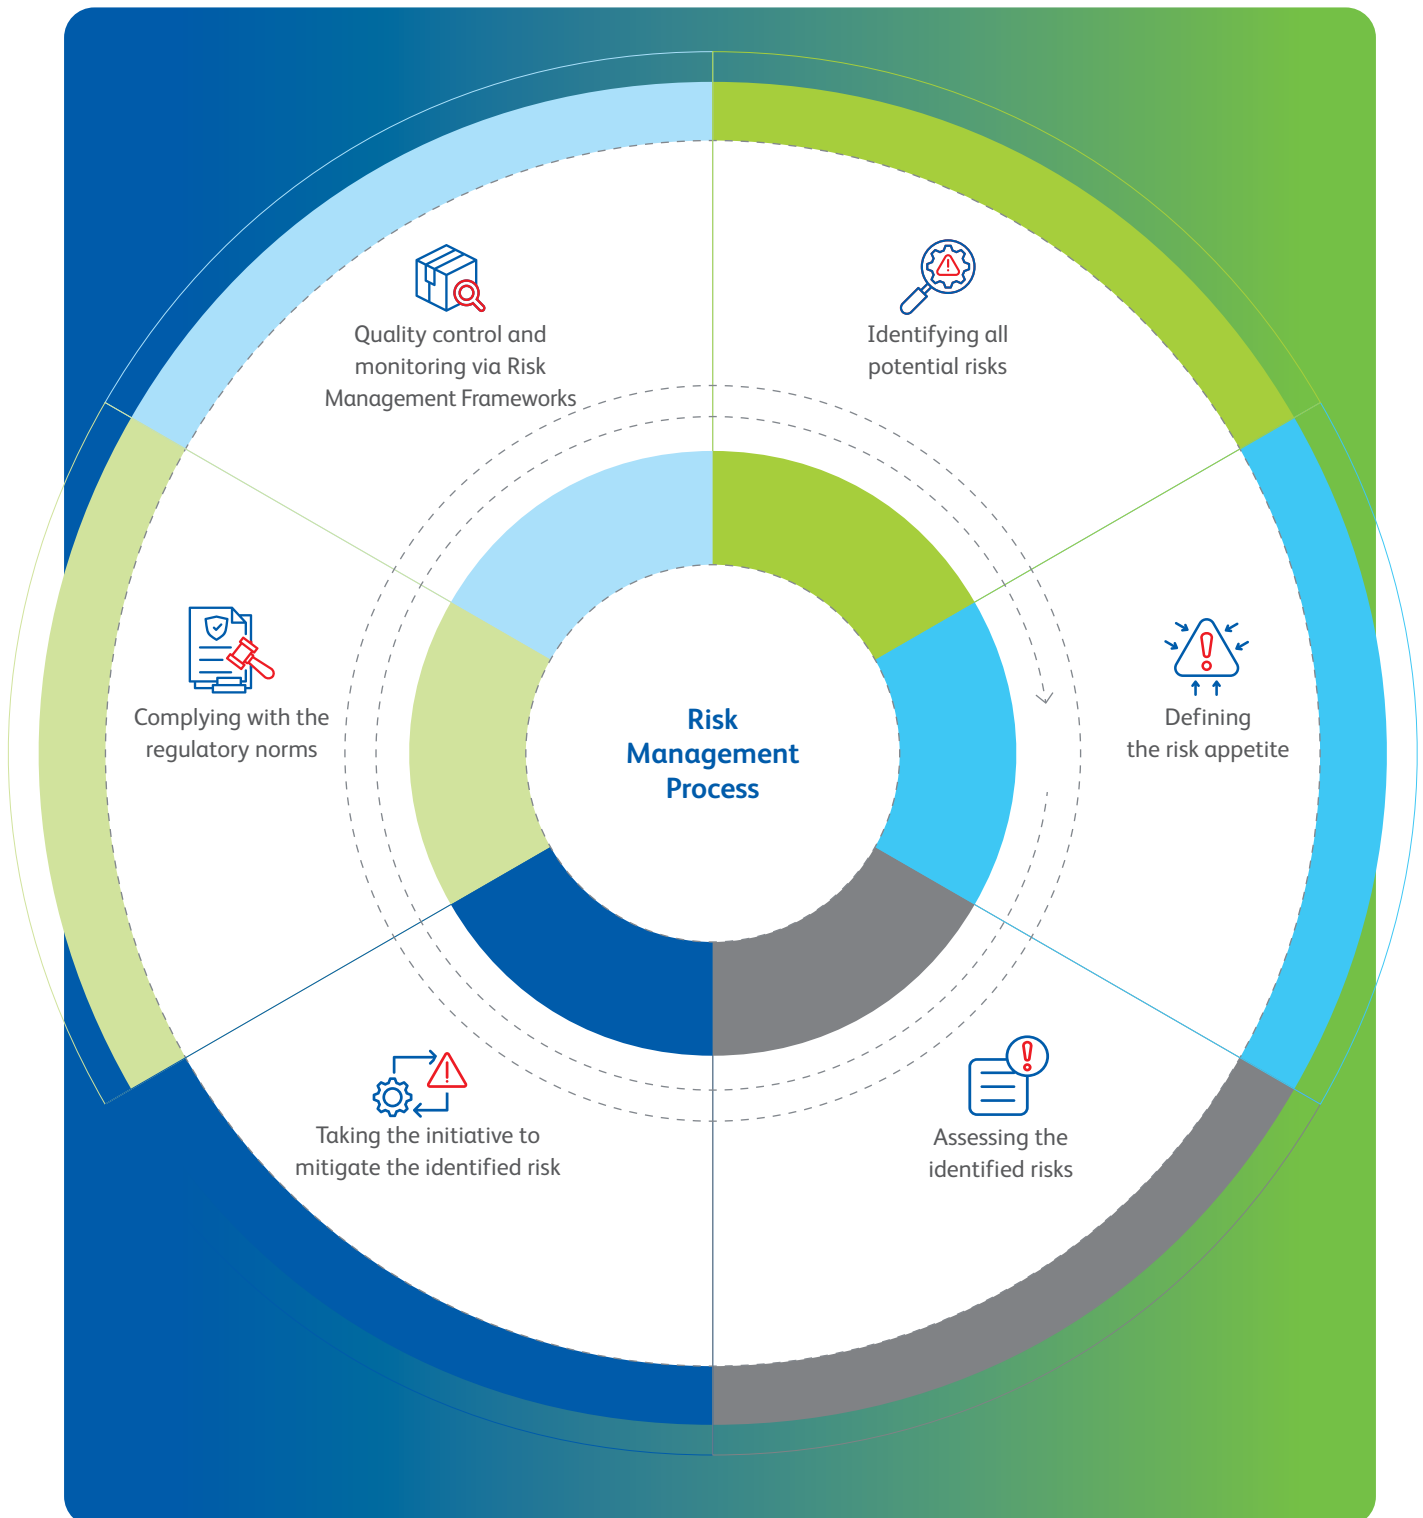 Quality control and
monitoring via Risk
Management Frameworks
Identifying all
potential risks
Complying with the
regulatory norms
Risk
Management
Process
Defining
the risk appetite
Taking the initiative to
mitigate the identified risk
Assessing the
identified risks